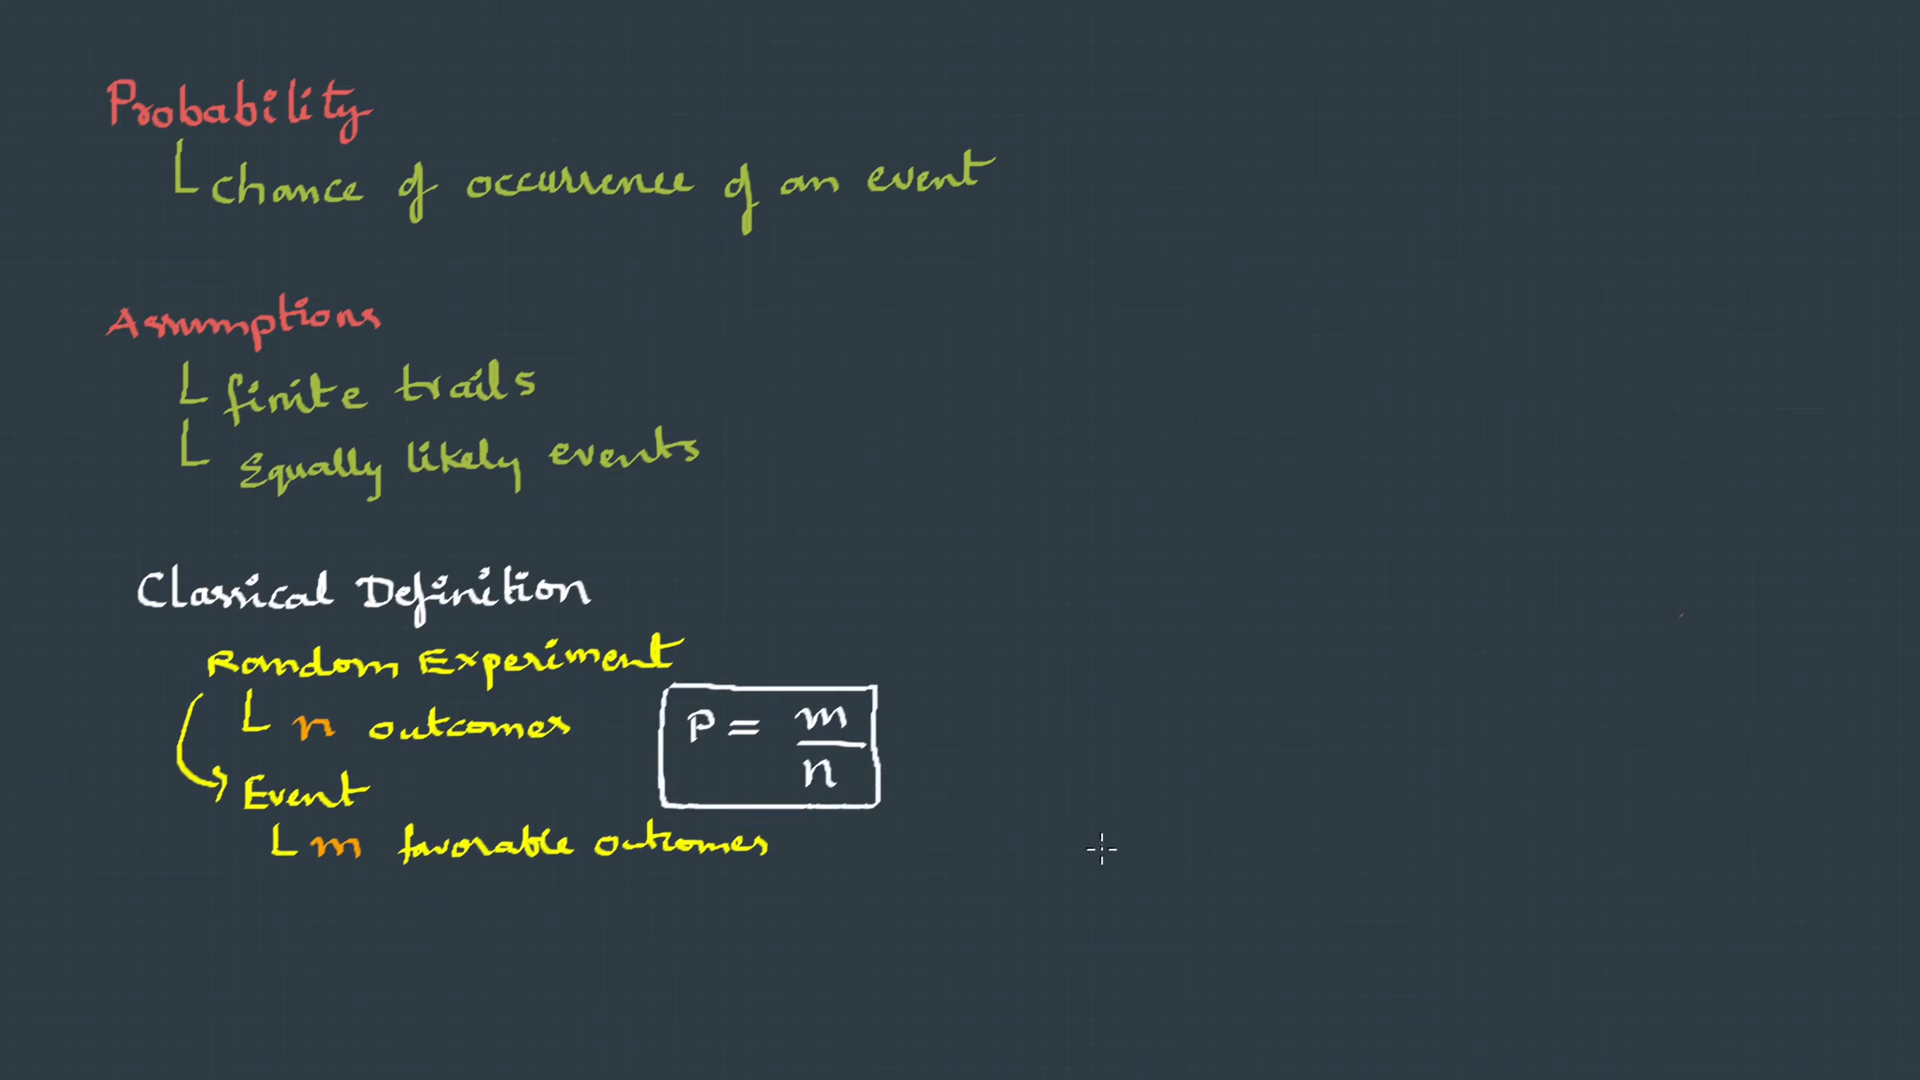 Probability
chance of occurrence of an event
Assumptions
finite trails
Equally likely events
Classical Definition
Random Experiment
n outcomes
P = m/n
Event
m favorable outcomes